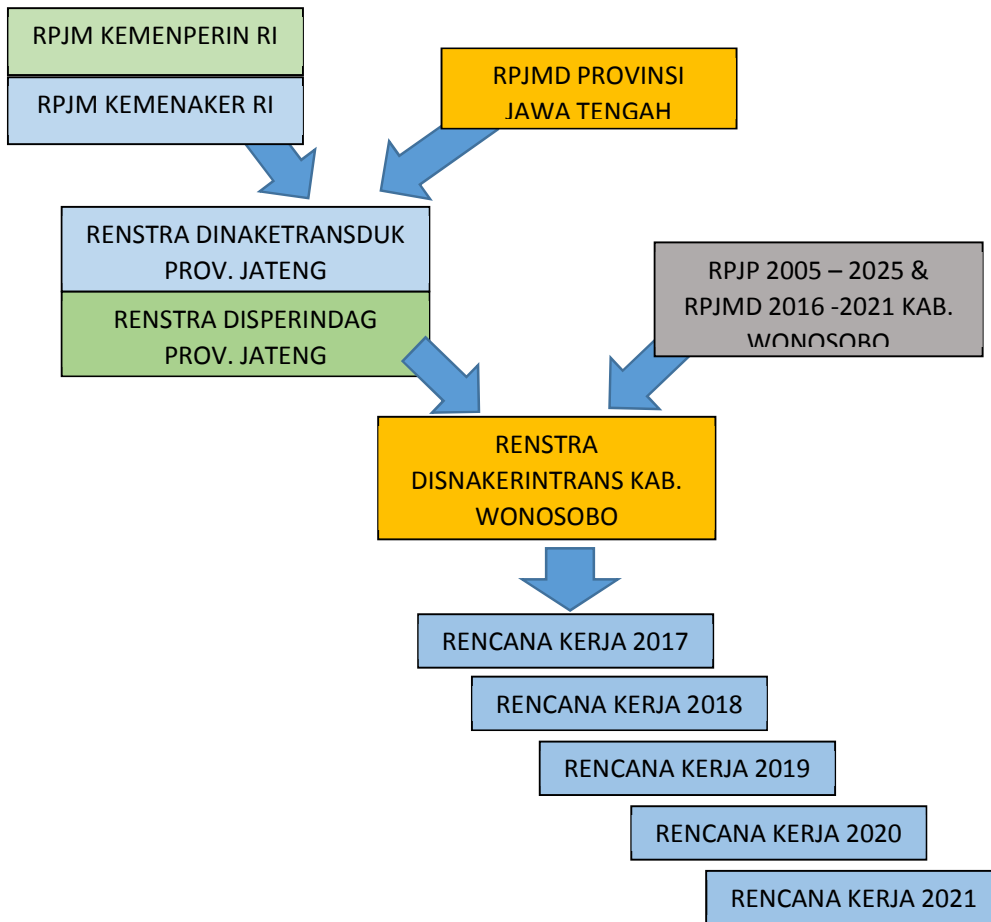 RPJM KEMENPERIN RI
RPJM KEMENAKER RI
RPJMD PROVINSI
JAWA TENGAH
RENSTRA DINAKETRANSDUK
PROV. JATENG
RENSTRA DISPERINDAG
PROV. JATENG
RPJP 2005 – 2025 &
RPJMD 2016 -2021 KAB.
WONOSOBO
RENSTRA
DISNAKERINTRANS KAB.
WONOSOBO
RENCANA KERJA 2017
RENCANA KERJA 2018
RENCANA KERJA 2019
RENCANA KERJA 2020
RENCANA KERJA 2021